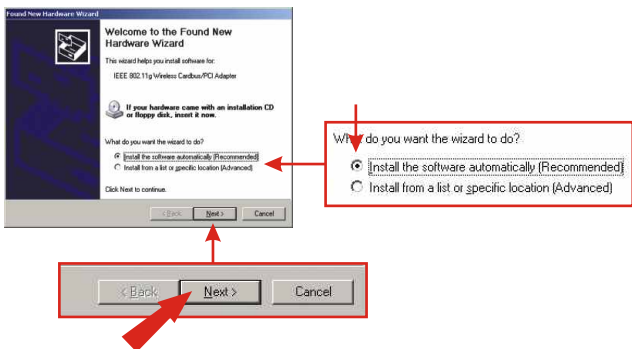 Found New Hardware Wizard
Welcome to the Found New
Hardware Wizard
This wizard helps you install software for:
IEEE 802.11g Wireless Cardbus/PCI Adapter
If your hardware came with an installation CD
or floppy disk, insert it now.
What do you want the wizard to do?
Install the software automatically (Recommended)
Install from a list or specific location (Advanced)
Click Next to continue.
< Back
Next >
Cancel
What do you want the wizard to do?
Install the software automatically (Recommended)
Install from a list or specific location (Advanced)
< Back
Next >
Cancel